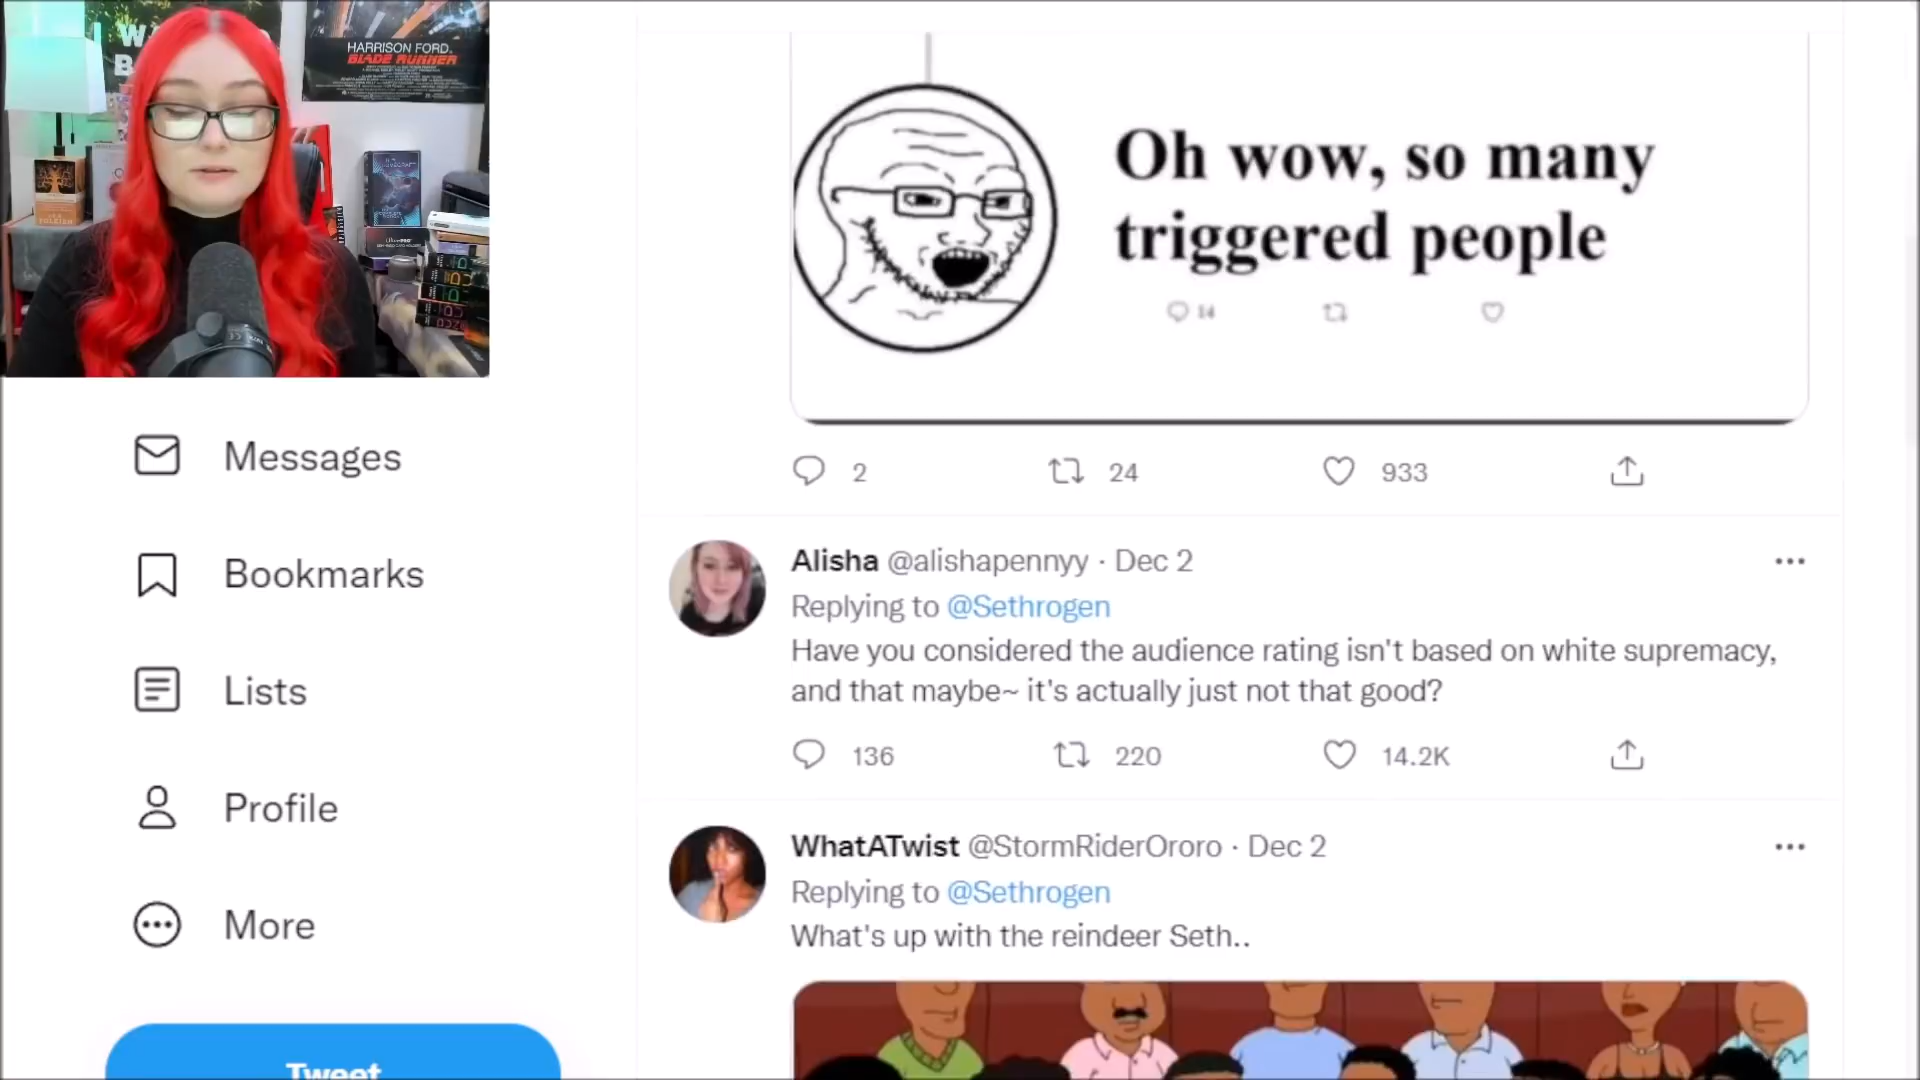 HARRISON FORD.
BLADE RUNNER
Oh wow, so many
triggered people
14
2 24 933
Messages
Bookmarks
Lists
Profile
More
Tweet
Alisha @alishapennyy · Dec 2
Replying to @Sethrogen
Have you considered the audience rating isn't based on white supremacy,
and that maybe~ it's actually just not that good?
136 220 14.2K
WhatATwist @StormRiderOroro · Dec 2
Replying to @Sethrogen
What's up with the reindeer Seth..